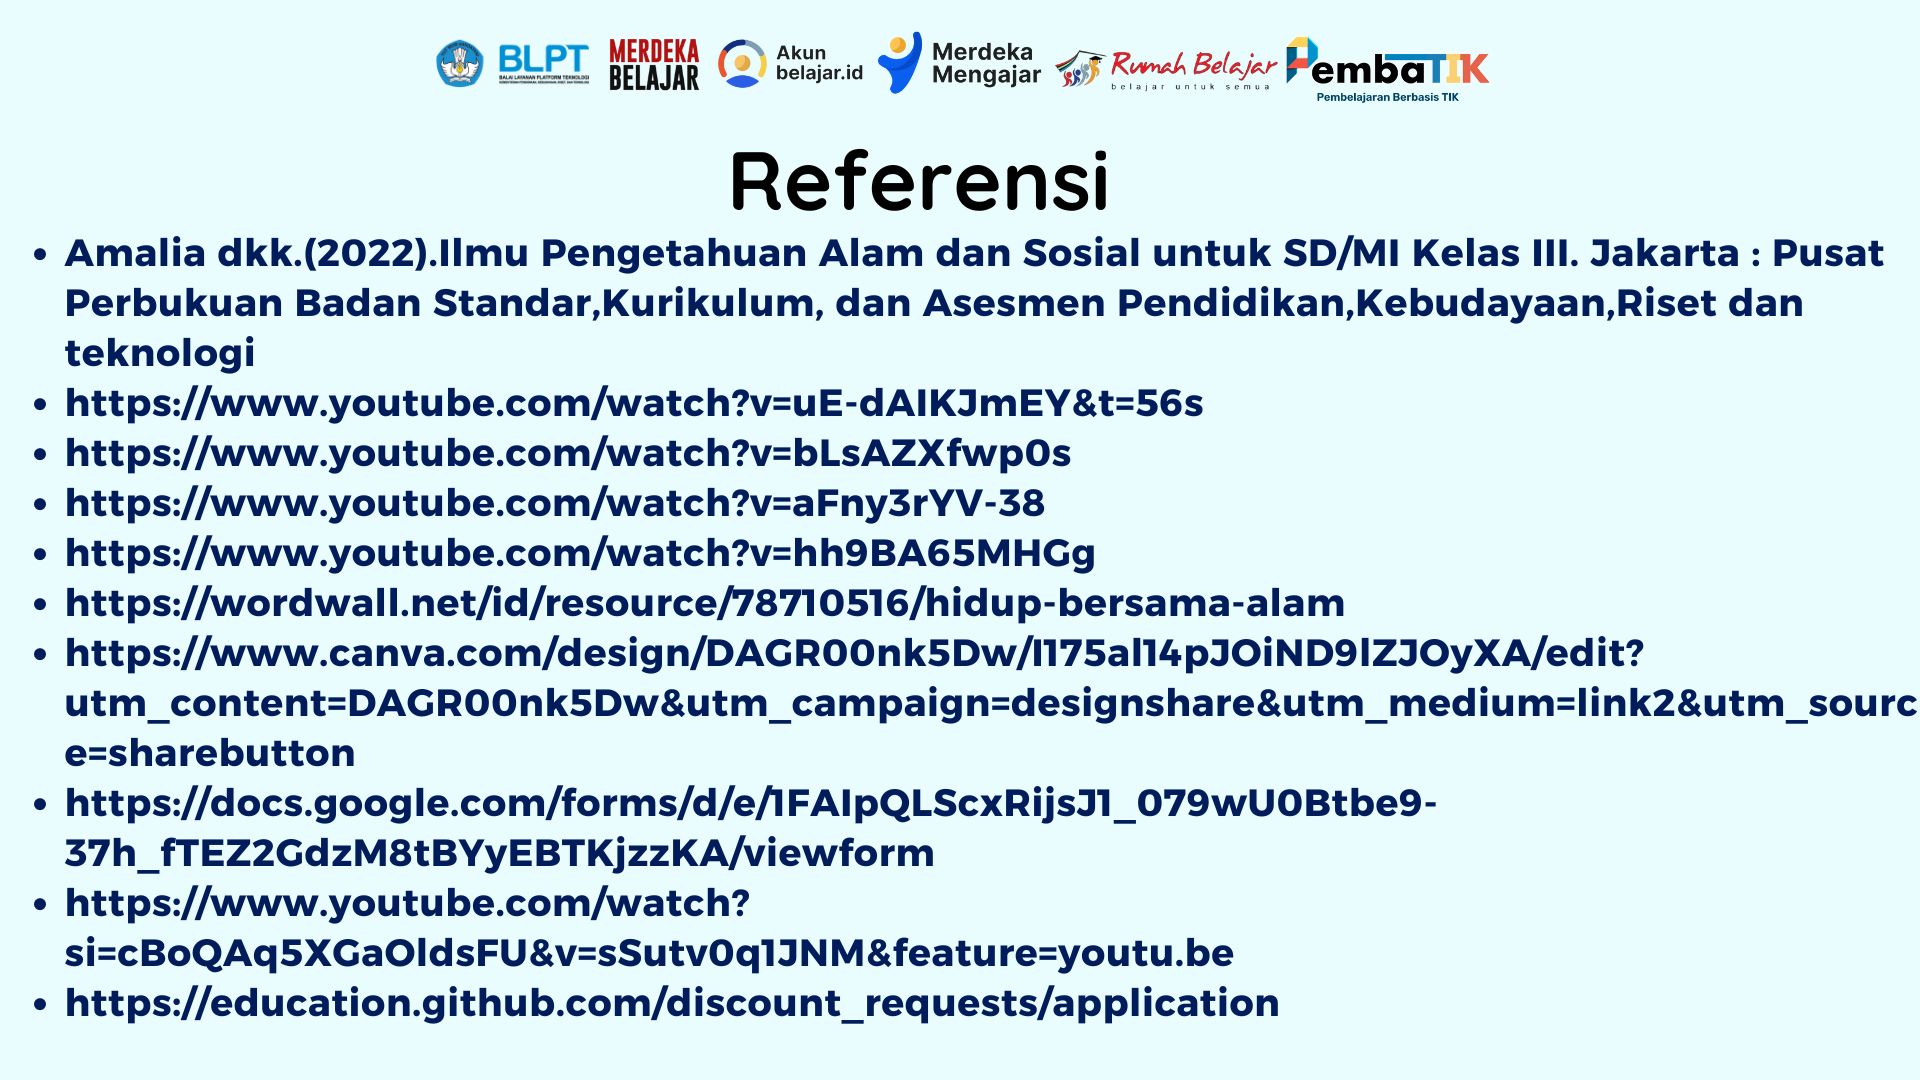 BLPT
BALAI LAYANAN PLATFORM TEKNOLOGI
MERDEKA
BELAJAR
Akun
belajar.id
Merdeka
Mengajar
Rumah Belajar
belajar untuk semua
PembaTIK
Pembelajaran Berbasis TIK
Referensi
• Amalia dkk.(2022).Ilmu Pengetahuan Alam dan Sosial untuk SD/MI Kelas III. Jakarta : Pusat
Perbukuan Badan Standar,Kurikulum, dan Asesmen Pendidikan,Kebudayaan,Riset dan
teknologi
• https://www.youtube.com/watch?v=uE-dAIKJmEY&t=56s
• https://www.youtube.com/watch?v=bLsAZXfwp0s
• https://www.youtube.com/watch?v=aFny3rYV-38
• https://www.youtube.com/watch?v=hh9BA65MHGg
• https://wordwall.net/id/resource/78710516/hidup-bersama-alam
• https://www.canva.com/design/DAGR00nk5Dw/I175al14pJOiND9lZJOyXA/edit?
utm_content=DAGR00nk5Dw&utm_campaign=designshare&utm_medium=link2&utm_sourc
e=sharebutton
• https://docs.google.com/forms/d/e/1FAIpQLScxRijsJ1_079wU0Btbe9-
37h_fTEZ2GdzM8tBYyEBTKjzzKA/viewform
• https://www.youtube.com/watch?
si=cBoQAq5XGaOldsFU&v=sSutv0q1JNM&feature=youtu.be
• https://education.github.com/discount_requests/application